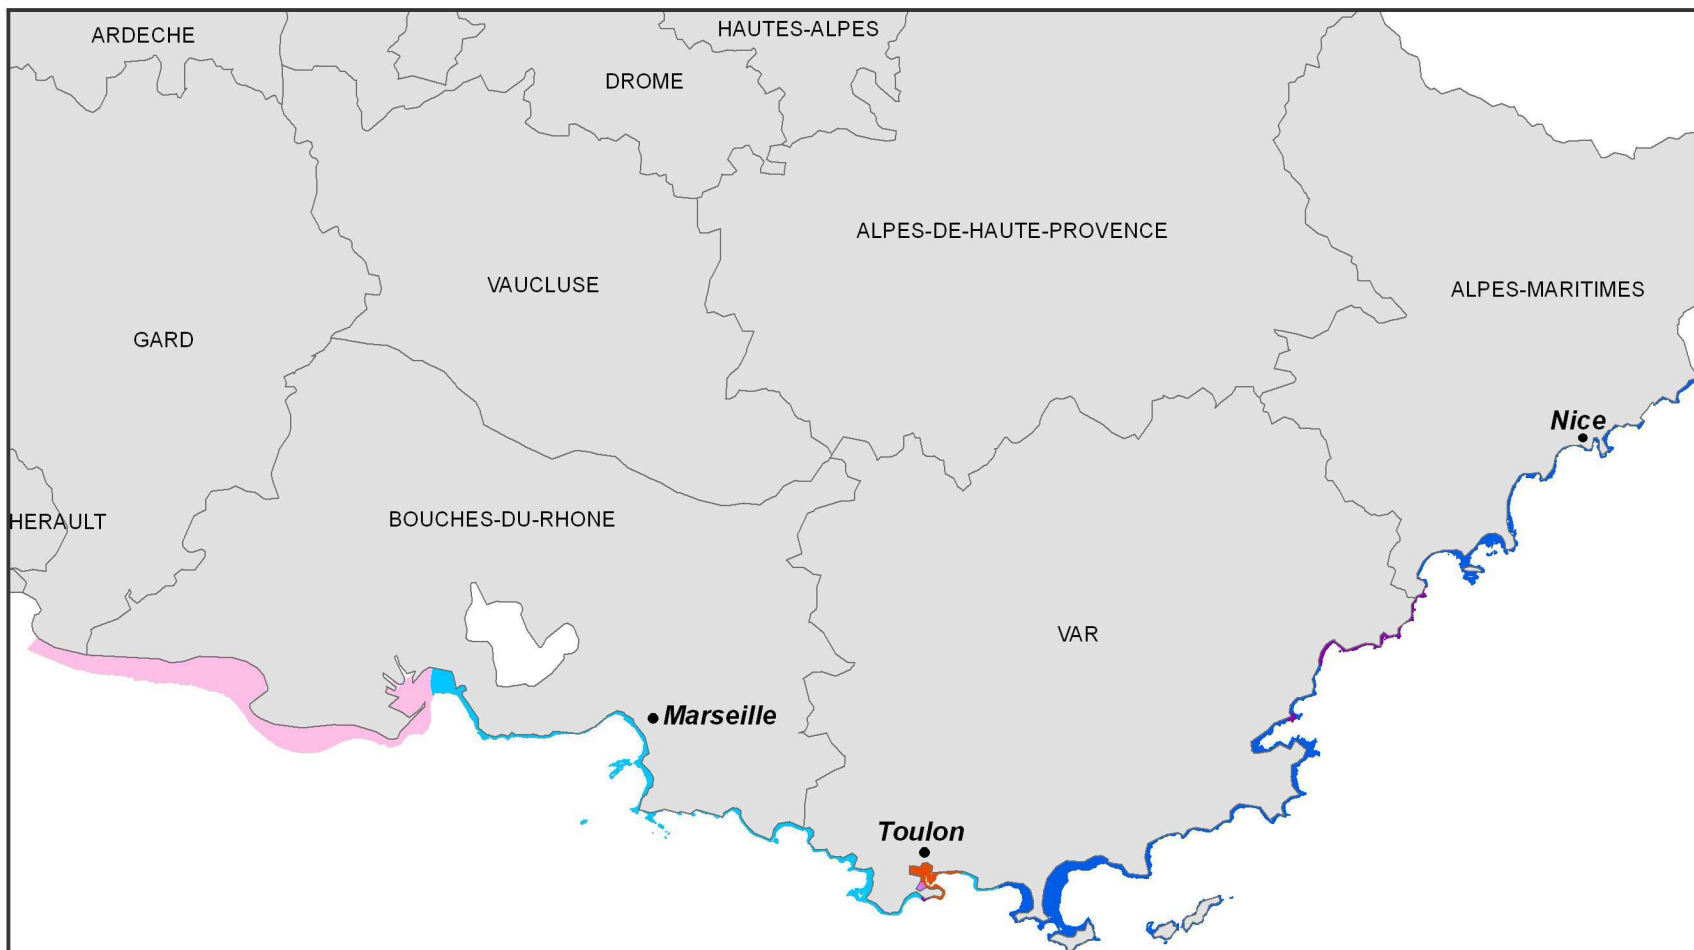 ARDECHE
HAUTES-ALPES
DROME
ALPES-DE-HAUTE-PROVENCE
VAUCLUSE
ALPES-MARITIMES
GARD
Nice
HERAULT
BOUCHES-DU-RHONE
VAR
Marseille
Toulon